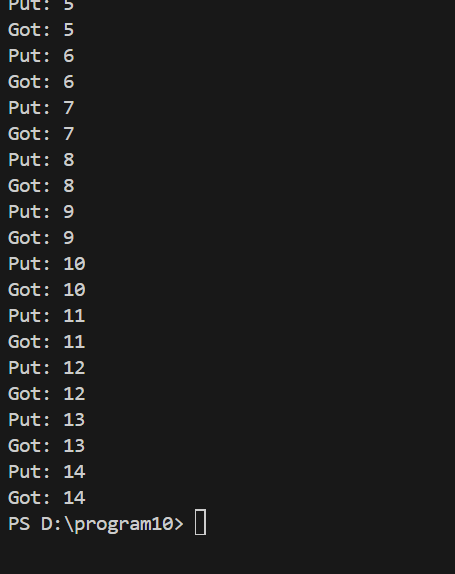 Put: 5
Got: 5
Put: 6
Got: 6
Put: 7
Got: 7
Put: 8
Got: 8
Put: 9
Got: 9
Put: 10
Got: 10
Put: 11
Got: 11
Put: 12
Got: 12
Put: 13
Got: 13
Put: 14
Got: 14
PS D:\program10>